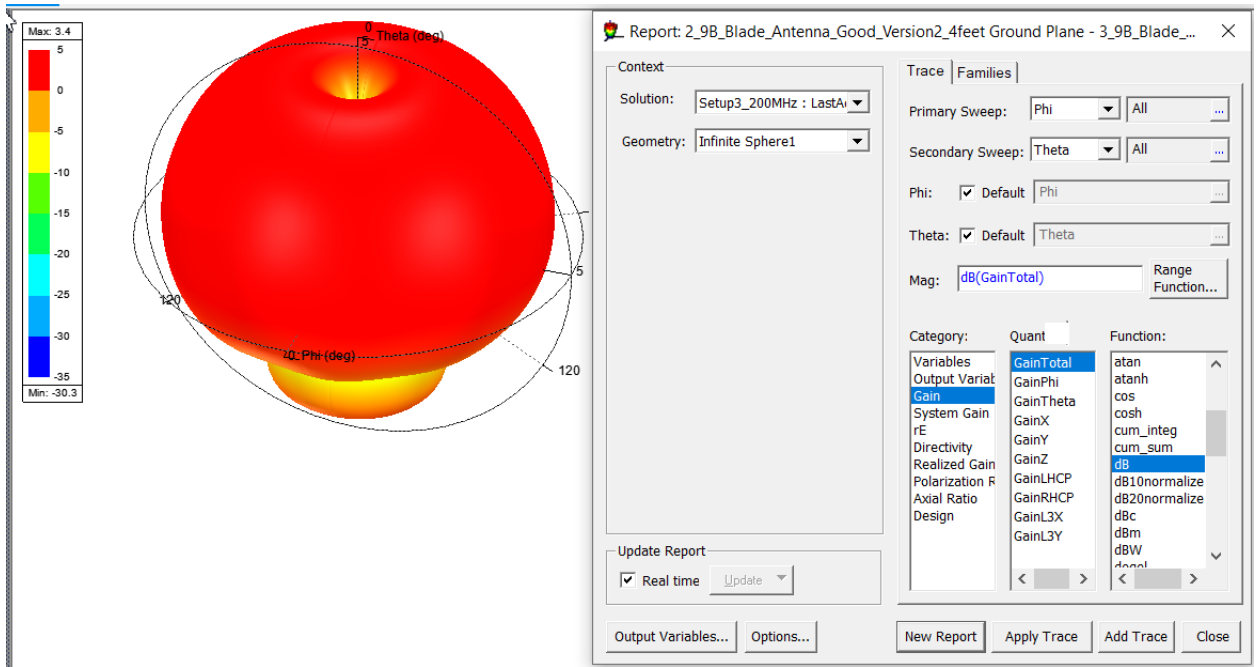 Max: 3.4
5
0
-5
-10
-15
-20
-25
-30
-35
Min: -30.3
0
5
Theta (deg)
5
120
0 Phi (deg)
120
Report: 2_9B_Blade_Antenna_Good_Version2_4feet Ground Plane - 3_9B_Blade_...
Context
Solution: Setup3_200MHz : LastA
Geometry: Infinite Sphere1
Update Report
Real time Update
Output Variables... Options...
Trace Families
Primary Sweep: Phi All ...
Secondary Sweep: Theta All ...
Phi: Default Phi ...
Theta: Default Theta ...
Mag: dB(GainTotal) Range Function...
Category:
Variables
Output Variab
Gain
System Gain
rE
Directivity
Realized Gain
Polarization R
Axial Ratio
Design
Quant
GainTotal
GainPhi
GainTheta
GainX
GainY
GainZ
GainLHCP
GainRHCP
GainL3X
GainL3Y
Function:
atan
atanh
cos
cosh
cum_integ
cum_sum
dB
dB10normalize
dB20normalize
dBc
dBm
dBW
New Report Apply Trace Add Trace Close